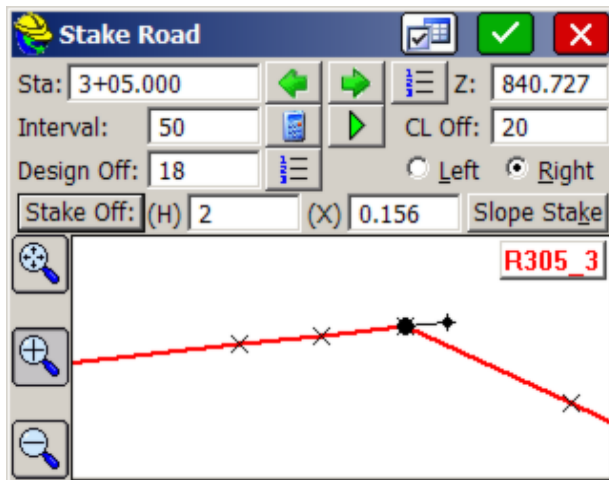 Stake Road
Sta: 3+05.000 Z: 840.727
Interval: 50 CL Off: 20
Design Off: 18 Left Right
Stake Off: (H) 2 (X) 0.156 Slope Stake
R305_3